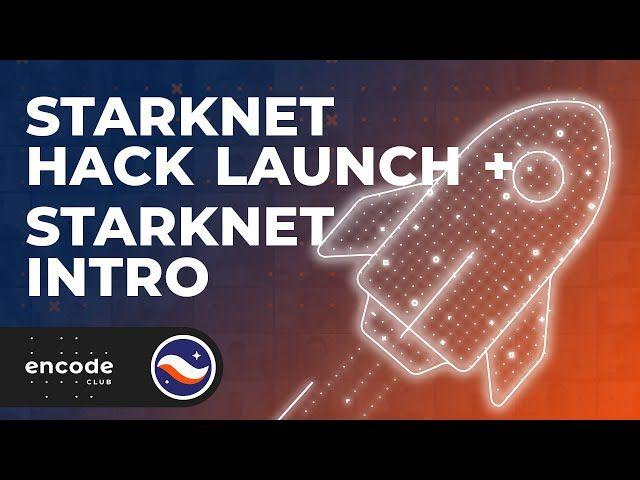 STARKNET
HACK LAUNCH +
STARKNET
INTRO
encode
CLUB